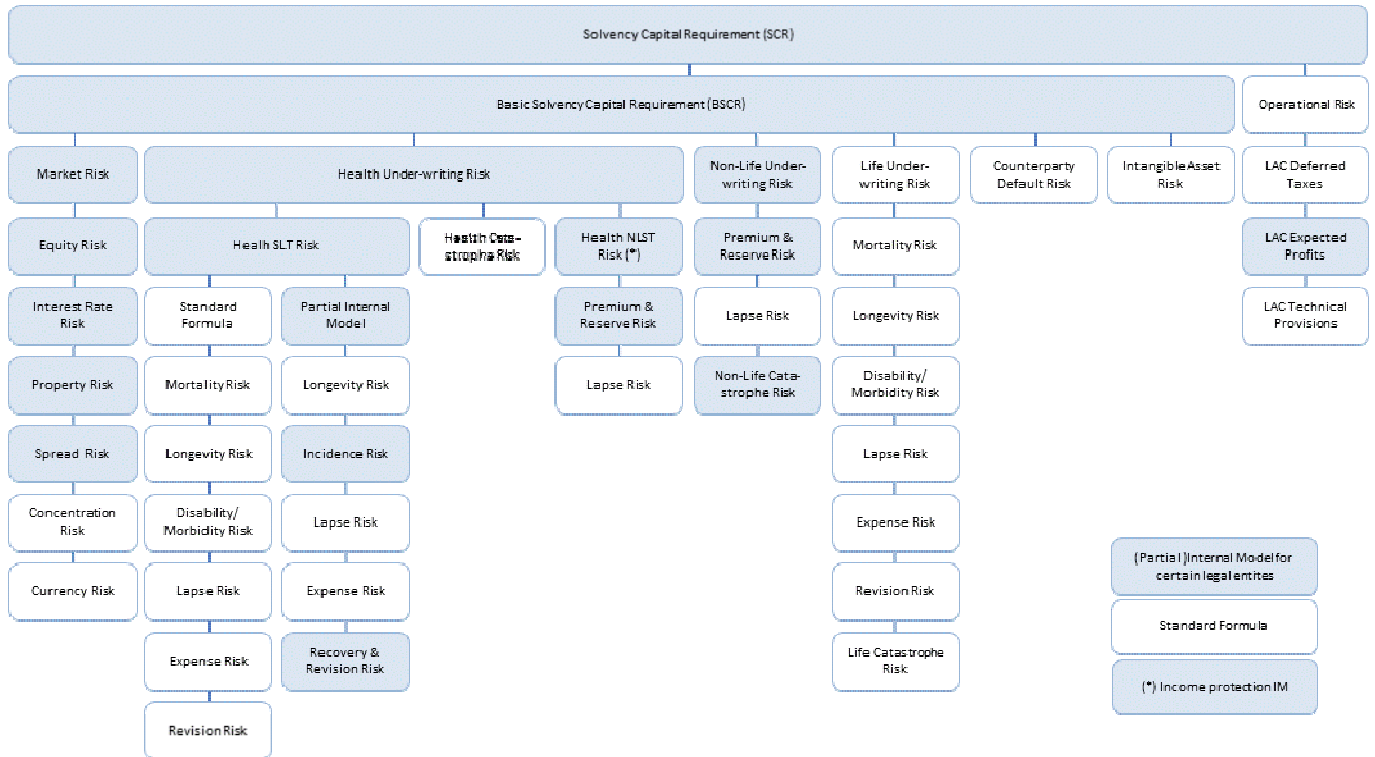 Solvency Capital Requirement (SCR)
Basic Solvency Capital Requirement (BSCR)
Operational Risk
Market Risk
Health Under-writing Risk
Non-Life Under-
writing Risk
Life Under-
writing Risk
Counterparty
Default Risk
Intangible Asset
Risk
LAC Deferred
Taxes
Equity Risk
Healh SLT Risk
Health Cata-
strophe Risk
Health NLST
Risk (*)
Premium &
Reserve Risk
Mortality Risk
LAC Expected
Profits
Interest Rate
Risk
Standard
Formula
Partial Internal
Model
Premium &
Reserve Risk
Lapse Risk
Longevity Risk
LAC Technical
Provisions
Property Risk
Mortality Risk
Longevity Risk
Lapse Risk
Non-Life Cata-
strophe Risk
Disability/
Morbidity Risk
Spread Risk
Longevity Risk
Incidence Risk
Lapse Risk
Concentration
Risk
Disability/
Morbidity Risk
Lapse Risk
Expense Risk
Currency Risk
Lapse Risk
Expense Risk
Revision Risk
Expense Risk
Recovery &
Revision Risk
Life Catastrophe
Risk
Revision Risk
(Partial )Internal Model for
certain legal entites
Standard Formula
(*) Income protection IM